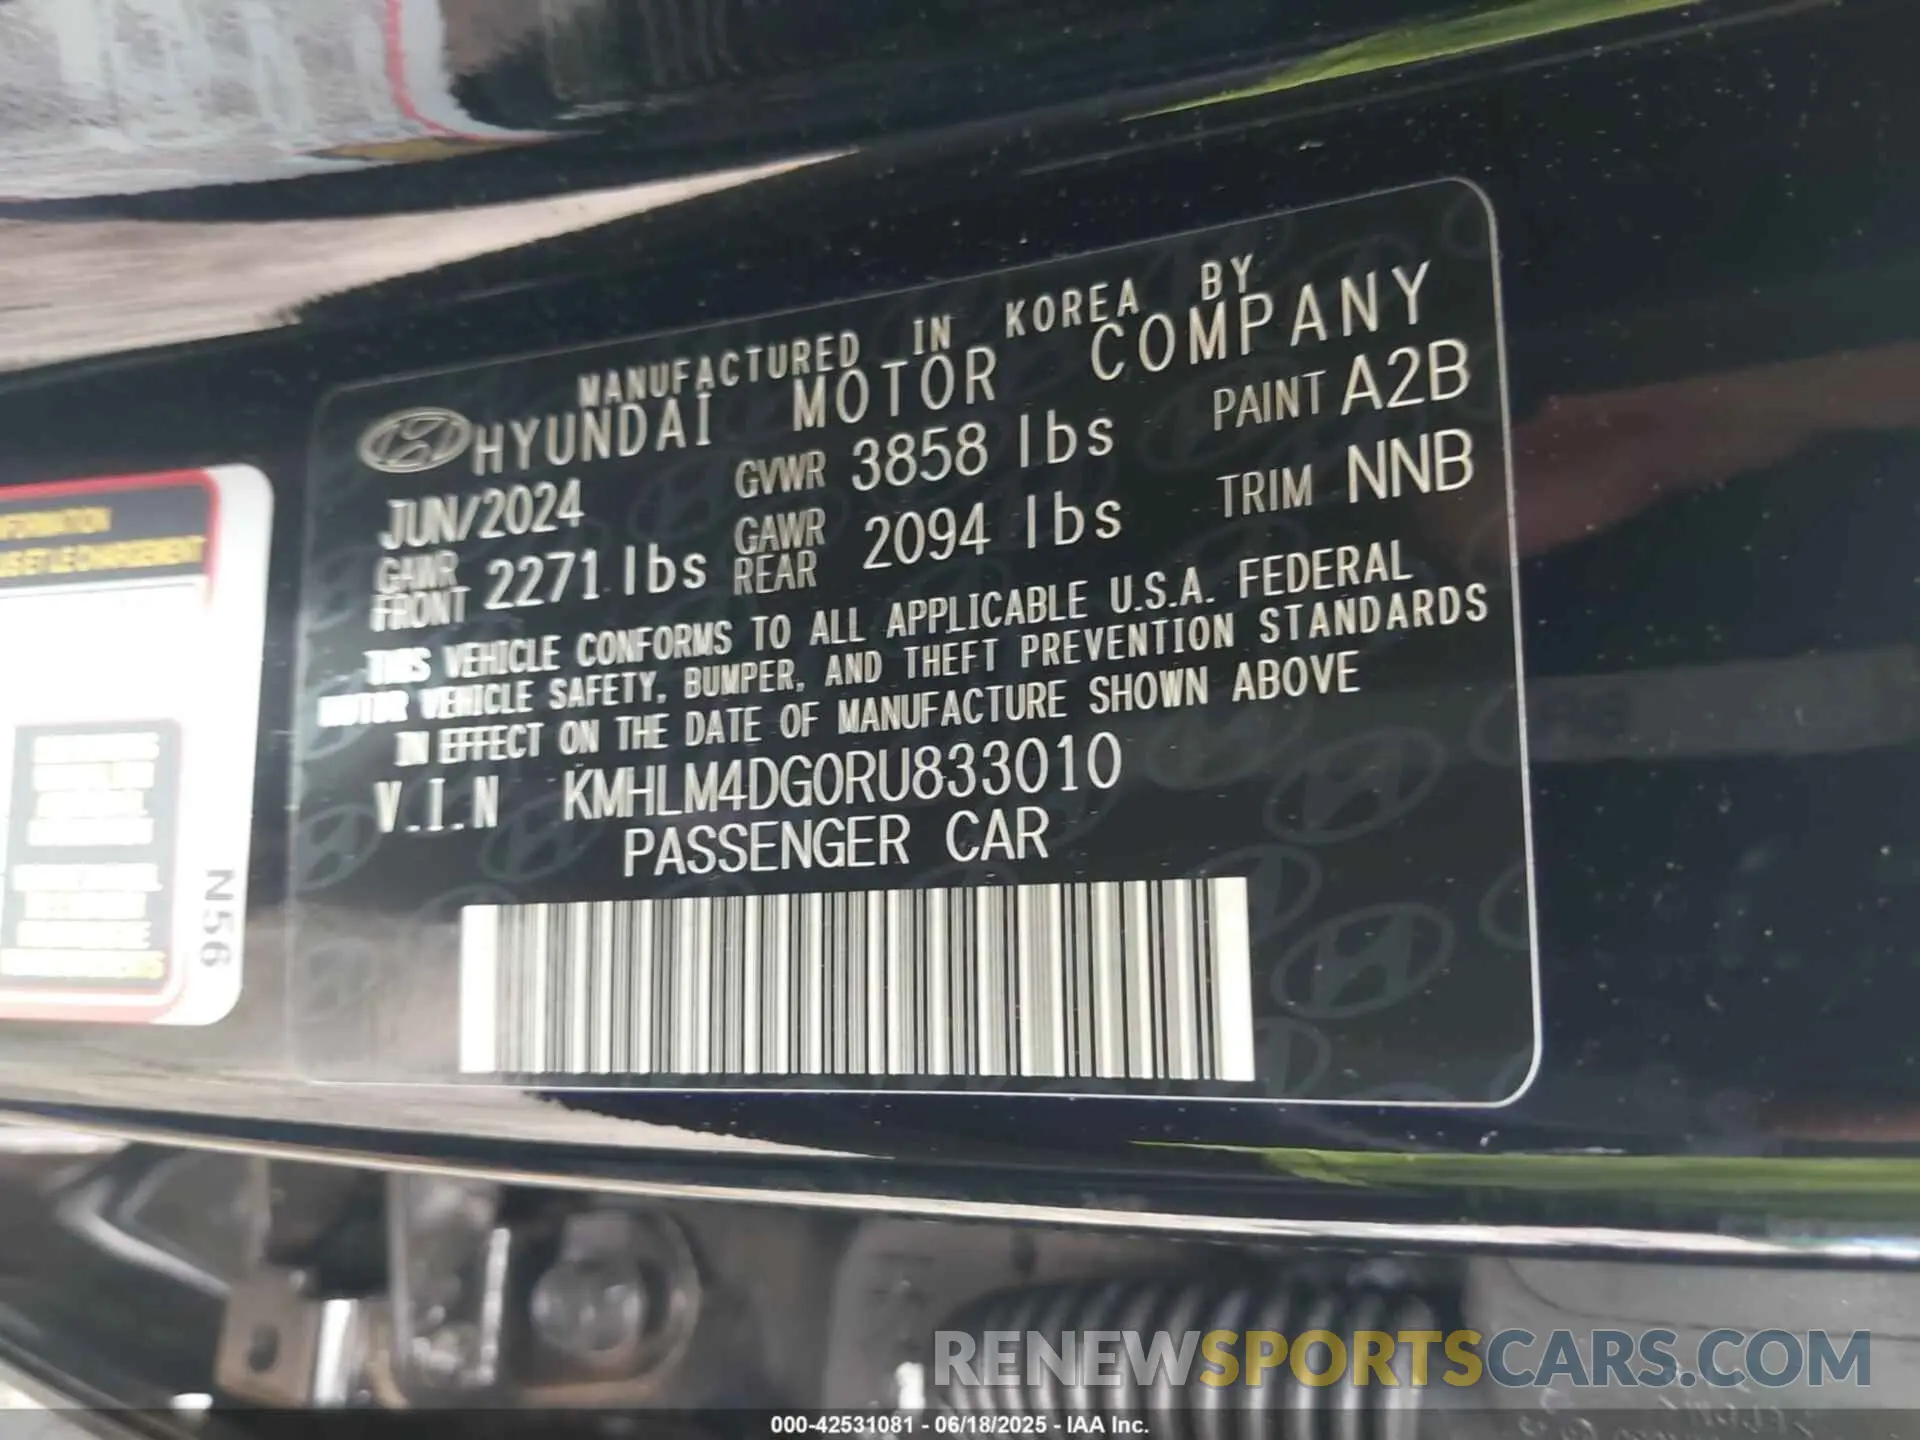 MANUFACTURED IN KOREA BY
HYUNDAI MOTOR COMPANY
JUN/2024 GVWR 3858 lbs PAINT A2B
GAWR FRONT 2271 lbs GAWR REAR 2094 lbs TRIM NNB
THIS VEHICLE CONFORMS TO ALL APPLICABLE U.S.A. FEDERAL
MOTOR VEHICLE SAFETY, BUMPER, AND THEFT PREVENTION STANDARDS
IN EFFECT ON THE DATE OF MANUFACTURE SHOWN ABOVE
V.I.N KMHLM4DG0RU833010
PASSENGER CAR
N56
RENEWSPORTSCARS.COM
000-42531081 - 06/18/2025 - IAA Inc.